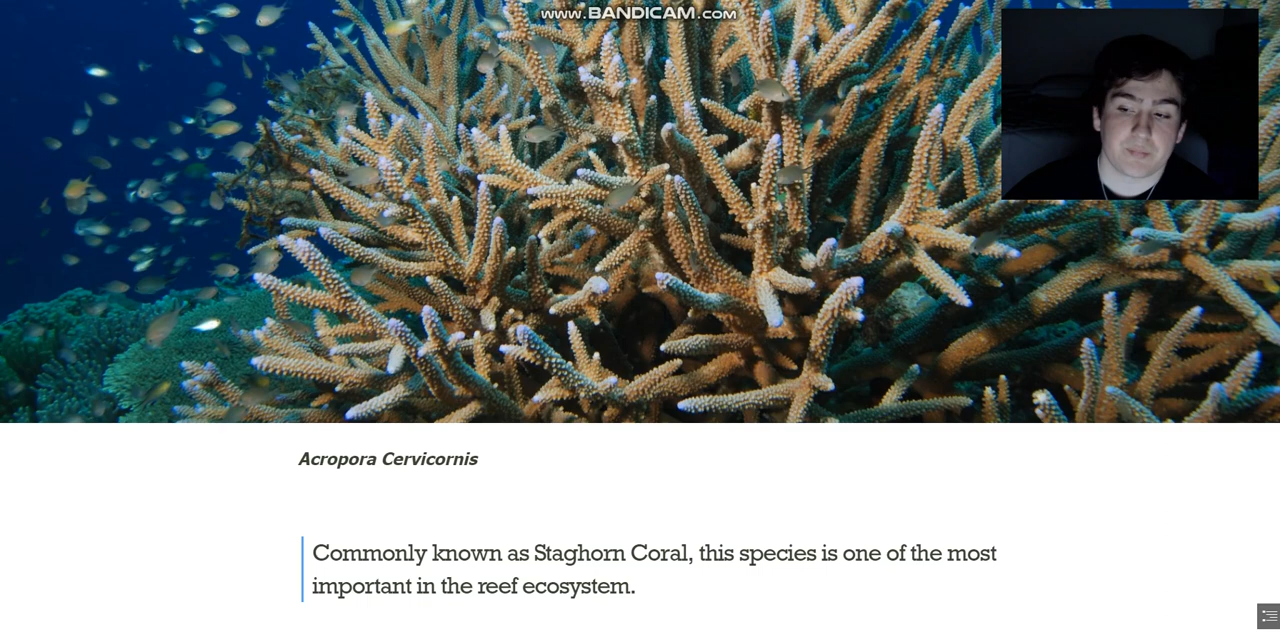 www.BANDICAM.com
Acropora Cervicornis
Commonly known as Staghorn Coral, this species is one of the most
important in the reef ecosystem.